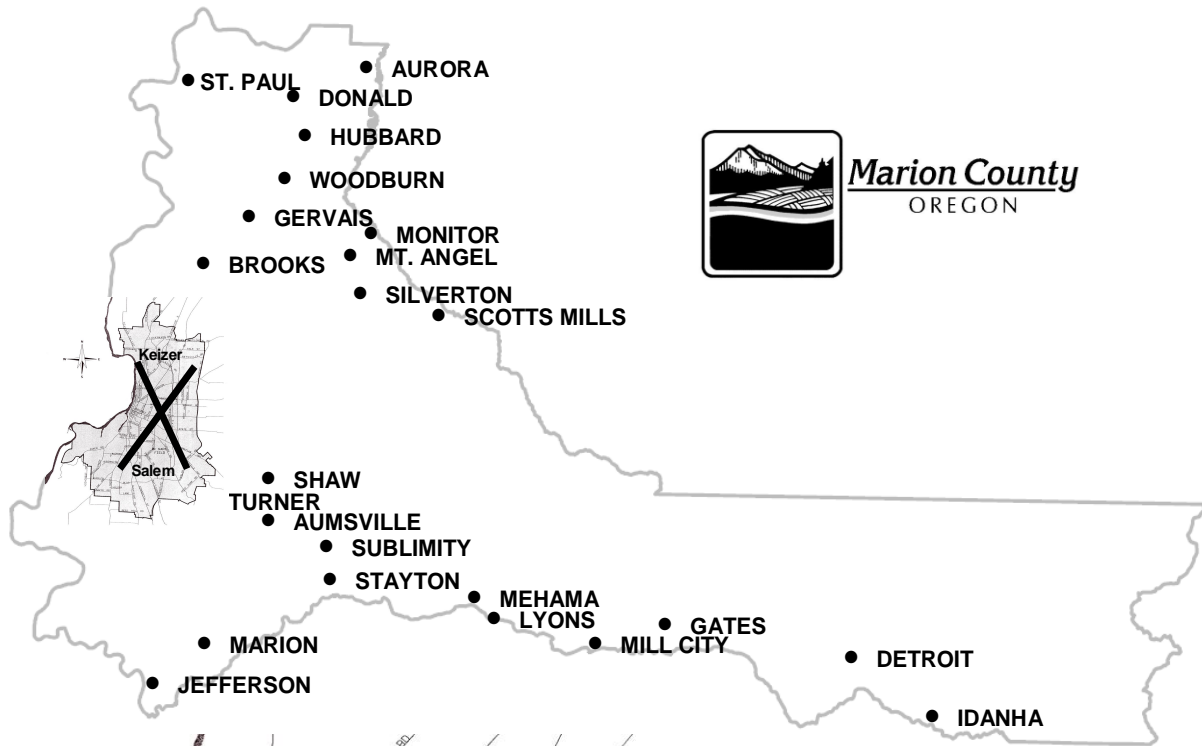 AURORA
ST. PAUL
DONALD
HUBBARD
Marion County
OREGON
WOODBURN
GERVAIS
MONITOR
MT. ANGEL
BROOKS
SILVERTON
SCOTTS MILLS
Keizer
Salem
SHAW
TURNER
AUMSVILLE
SUBLIMITY
STAYTON
MEHAMA
LYONS
GATES
MARION
MILL CITY
DETROIT
JEFFERSON
IDANHA